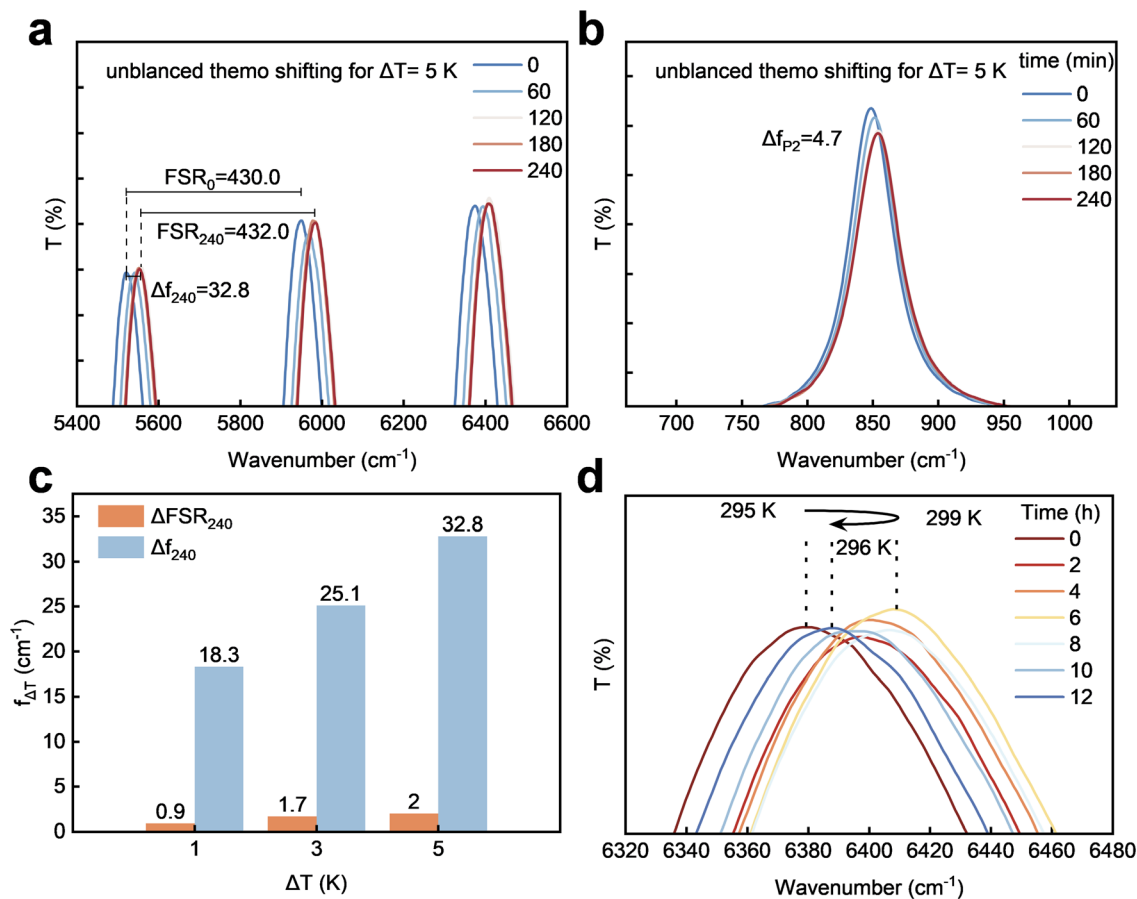 a
unblanced themo shifting for ΔT= 5 K
0
60
120
180
240
FSR₀=430.0
FSR₂₄₀=432.0
Δf₂₄₀=32.8
T (%)
5400 5600 5800 6000 6200 6400 6600
Wavenumber (cm⁻¹)
b
unblanced themo shifting for ΔT= 5 K
time (min)
0
60
120
180
240
Δf_P2=4.7
T (%)
700 750 800 850 900 950 1000
Wavenumber (cm⁻¹)
c
ΔFSR₂₄₀
Δf₂₄₀
35
30
25
20
15
10
5
0
f_ΔT (cm⁻¹)
0.9
18.3
1.7
25.1
2
32.8
1 3 5
ΔT (K)
d
295 K
299 K
296 K
Time (h)
0
2
4
6
8
10
12
T (%)
6320 6340 6360 6380 6400 6420 6440 6460 6480
Wavenumber (cm⁻¹)